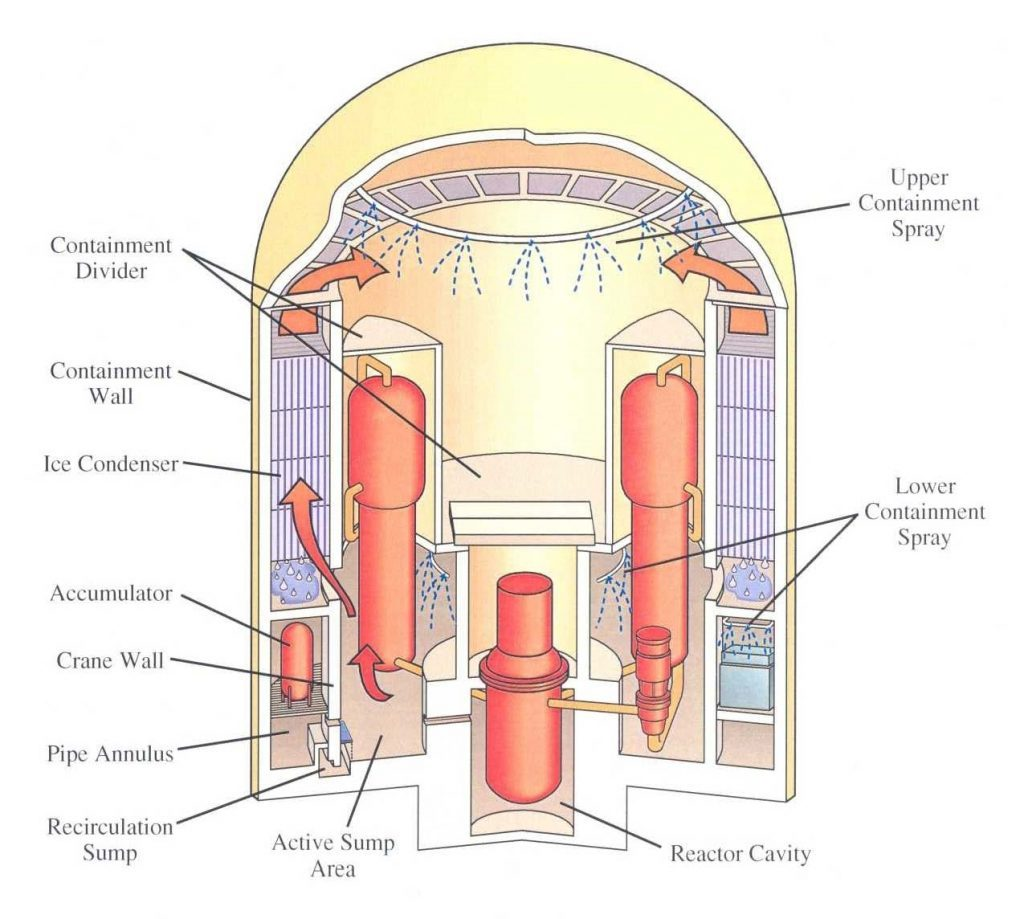 Upper
Containment
Spray
Containment
Divider
Containment
Wall
Ice Condenser
Lower
Containment
Spray
Accumulator
Crane Wall
Pipe Annulus
Recirculation
Sump
Active Sump
Area
Reactor Cavity